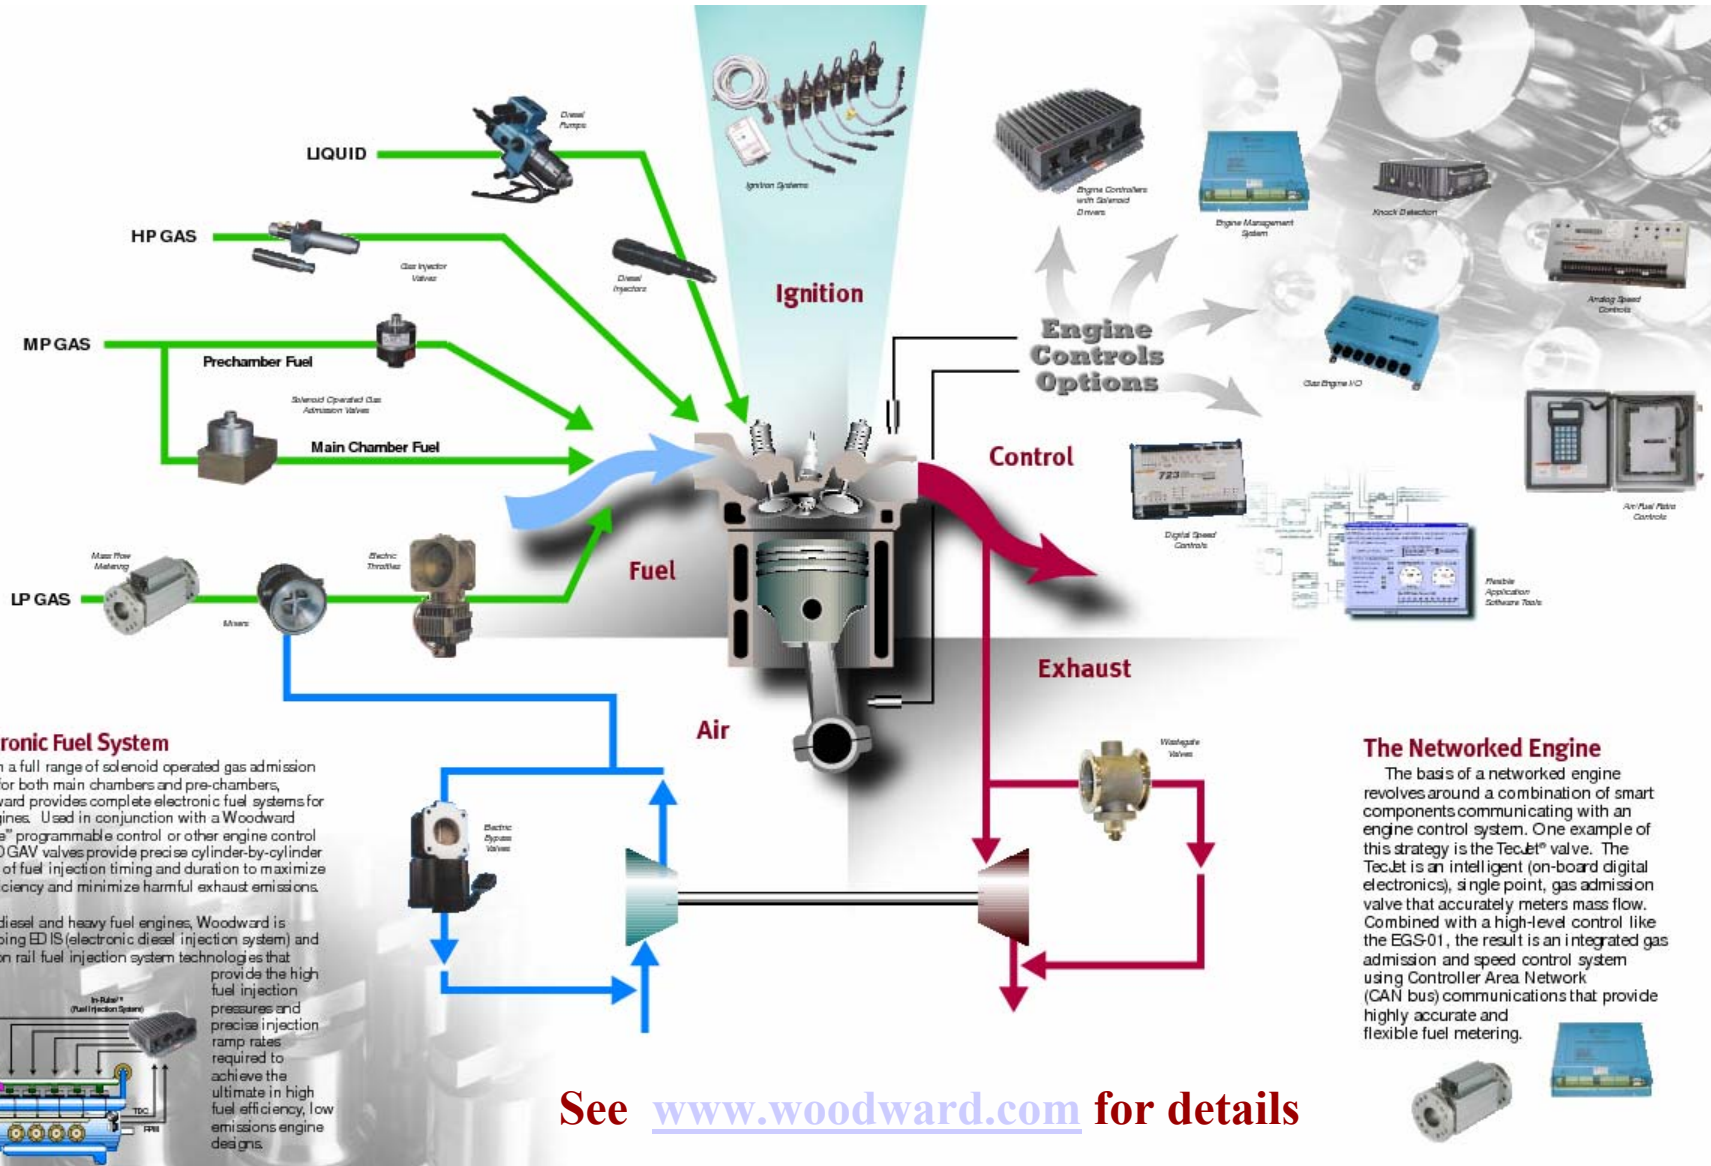 Diesel
Pumps
LIQUID
Ignition Systems
HP GAS
Gas Injector
Valves
Diesel
Injectors
Ignition
MP GAS
Prechamber Fuel
Solenoid Operated Gas
Admission Valves
Main Chamber Fuel
Mass Flow
Metering
Electric
Throttles
LP GAS
Mixers
Fuel
Engine Controllers
with Solenoid
Drivers
Engine Management
System
Knock Detection
Analog Speed
Controls
Engine
Controls
Options
Gas Engine I/O
Control
723
Digital Speed
Controls
Air/Fuel Ratio
Controls
Flexible
Application
Software Tools
Exhaust
Air
Wastegate
Valves
Electric
Bypass
Valves
ronic Fuel System
n a full range of solenoid operated gas admission
for both main chambers and pre-chambers,
ward provides complete electronic fuel systems for
gines. Used in conjunction with a Woodward
e™ programmable control or other engine control
OGAV valves provide precise cylinder-by-cylinder
of fuel injection timing and duration to maximize
ciency and minimize harmful exhaust emissions.
diesel and heavy fuel engines, Woodward is
ping EDIS (electronic diesel injection system) and
on rail fuel injection system technologies that
provide the high
fuel injection
pressures and
precise injection
ramp rates
required to
achieve the
ultimate in high
fuel efficiency, low
emissions engine
designs.
In-Pulse™
(Fuel Injection System)
TDC
RPM
The Networked Engine
The basis of a networked engine
revolves around a combination of smart
components communicating with an
engine control system. One example of
this strategy is the TecJet® valve. The
TecJet is an intelligent (on-board digital
electronics), single point, gas admission
valve that accurately meters mass flow.
Combined with a high-level control like
the EGS-01, the result is an integrated gas
admission and speed control system
using Controller Area Network
(CAN bus) communications that provide
highly accurate and
flexible fuel metering.
See www.woodward.com for details